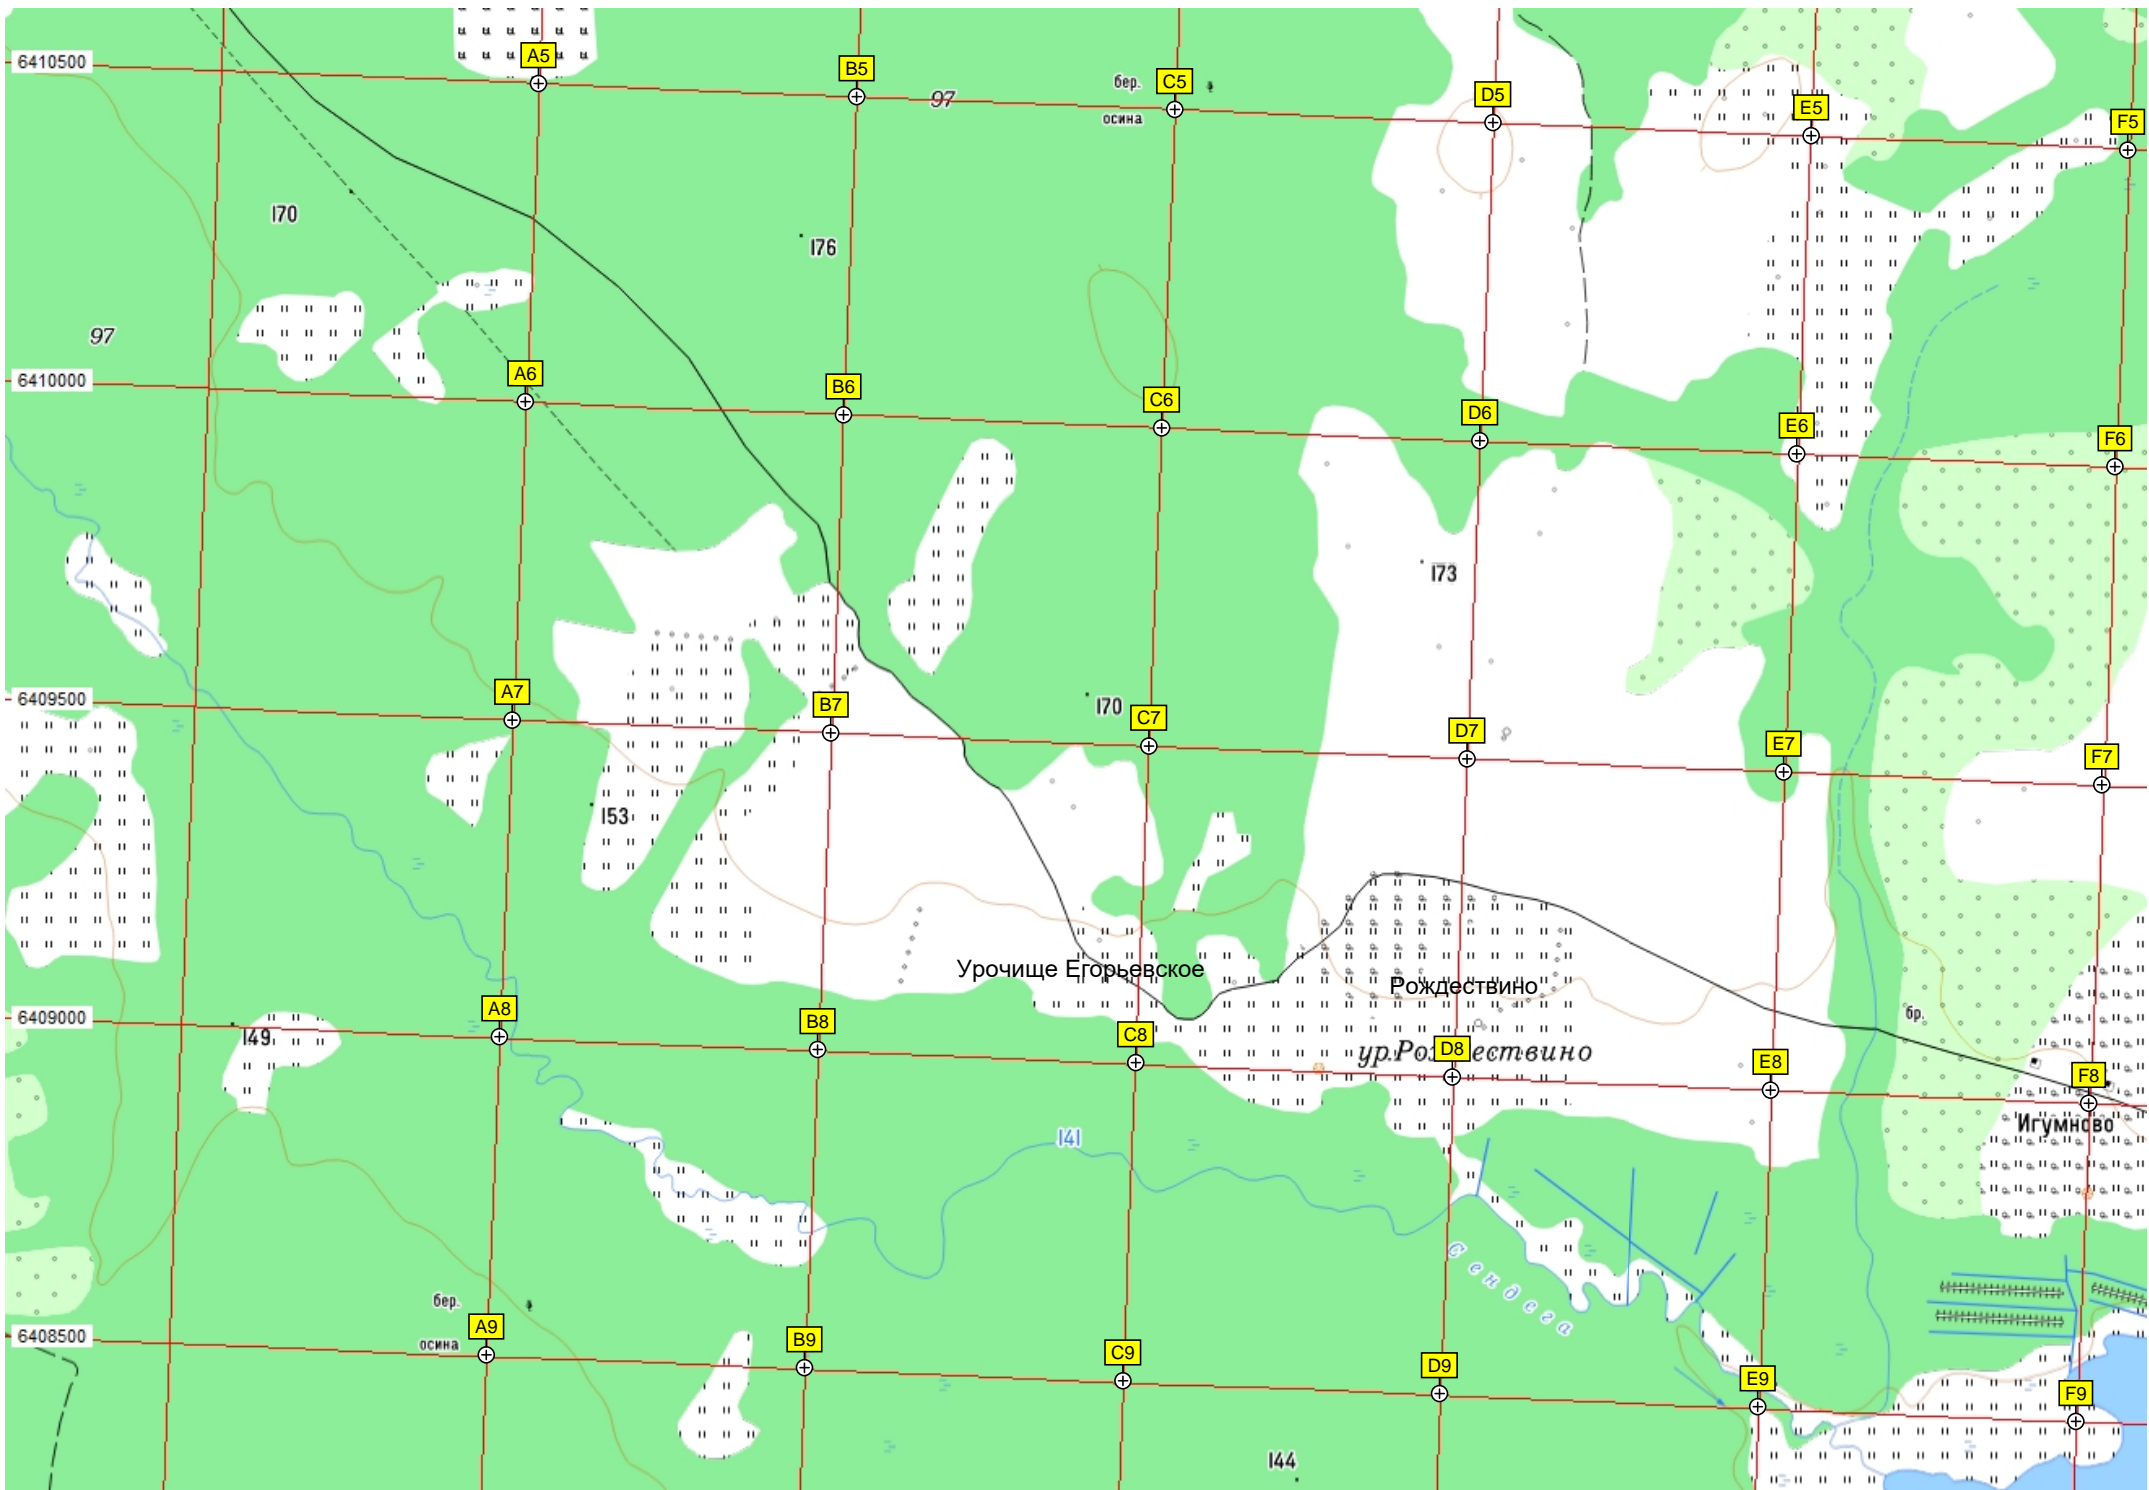 6410500
A5
B5
97
бер.
осина
C5
D5
E5
F5
170
176
97
6410000
A6
B6
C6
D6
E6
F6
173
6409500
A7
B7
170
C7
D7
E7
F7
153
Урочище Егорьевское
Рождествино
6409000
149
A8
B8
C8
ур.Рождествино
D8
E8
бр.
F8
Игумново
141
Сендега
бер.
осина
6408500
A9
B9
C9
D9
E9
F9
144